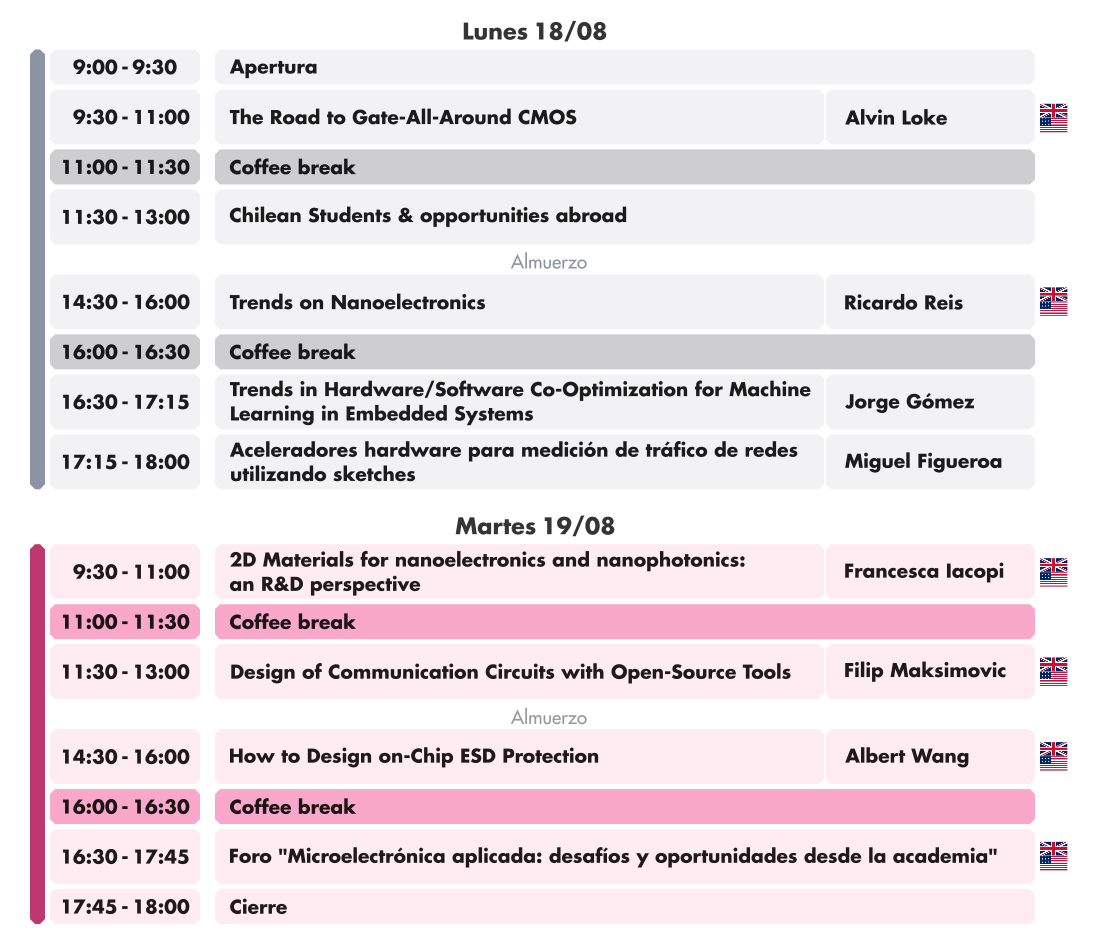 Lunes 18/08
9:00 - 9:30 Apertura
9:30 - 11:00 The Road to Gate-All-Around CMOS Alvin Loke
11:00 - 11:30 Coffee break
11:30 - 13:00 Chilean Students & opportunities abroad
Almuerzo
14:30 - 16:00 Trends on Nanoelectronics Ricardo Reis
16:00 - 16:30 Coffee break
16:30 - 17:15 Trends in Hardware/Software Co-Optimization for Machine
Learning in Embedded Systems Jorge Gómez
17:15 - 18:00 Aceleradores hardware para medición de tráfico de redes
utilizando sketches Miguel Figueroa
Martes 19/08
9:30 - 11:00 2D Materials for nanoelectronics and nanophotonics:
an R&D perspective Francesca Iacopi
11:00 - 11:30 Coffee break
11:30 - 13:00 Design of Communication Circuits with Open-Source Tools Filip Maksimovic
Almuerzo
14:30 - 16:00 How to Design on-Chip ESD Protection Albert Wang
16:00 - 16:30 Coffee break
16:30 - 17:45 Foro "Microelectrónica aplicada: desafíos y oportunidades desde la academia"
17:45 - 18:00 Cierre